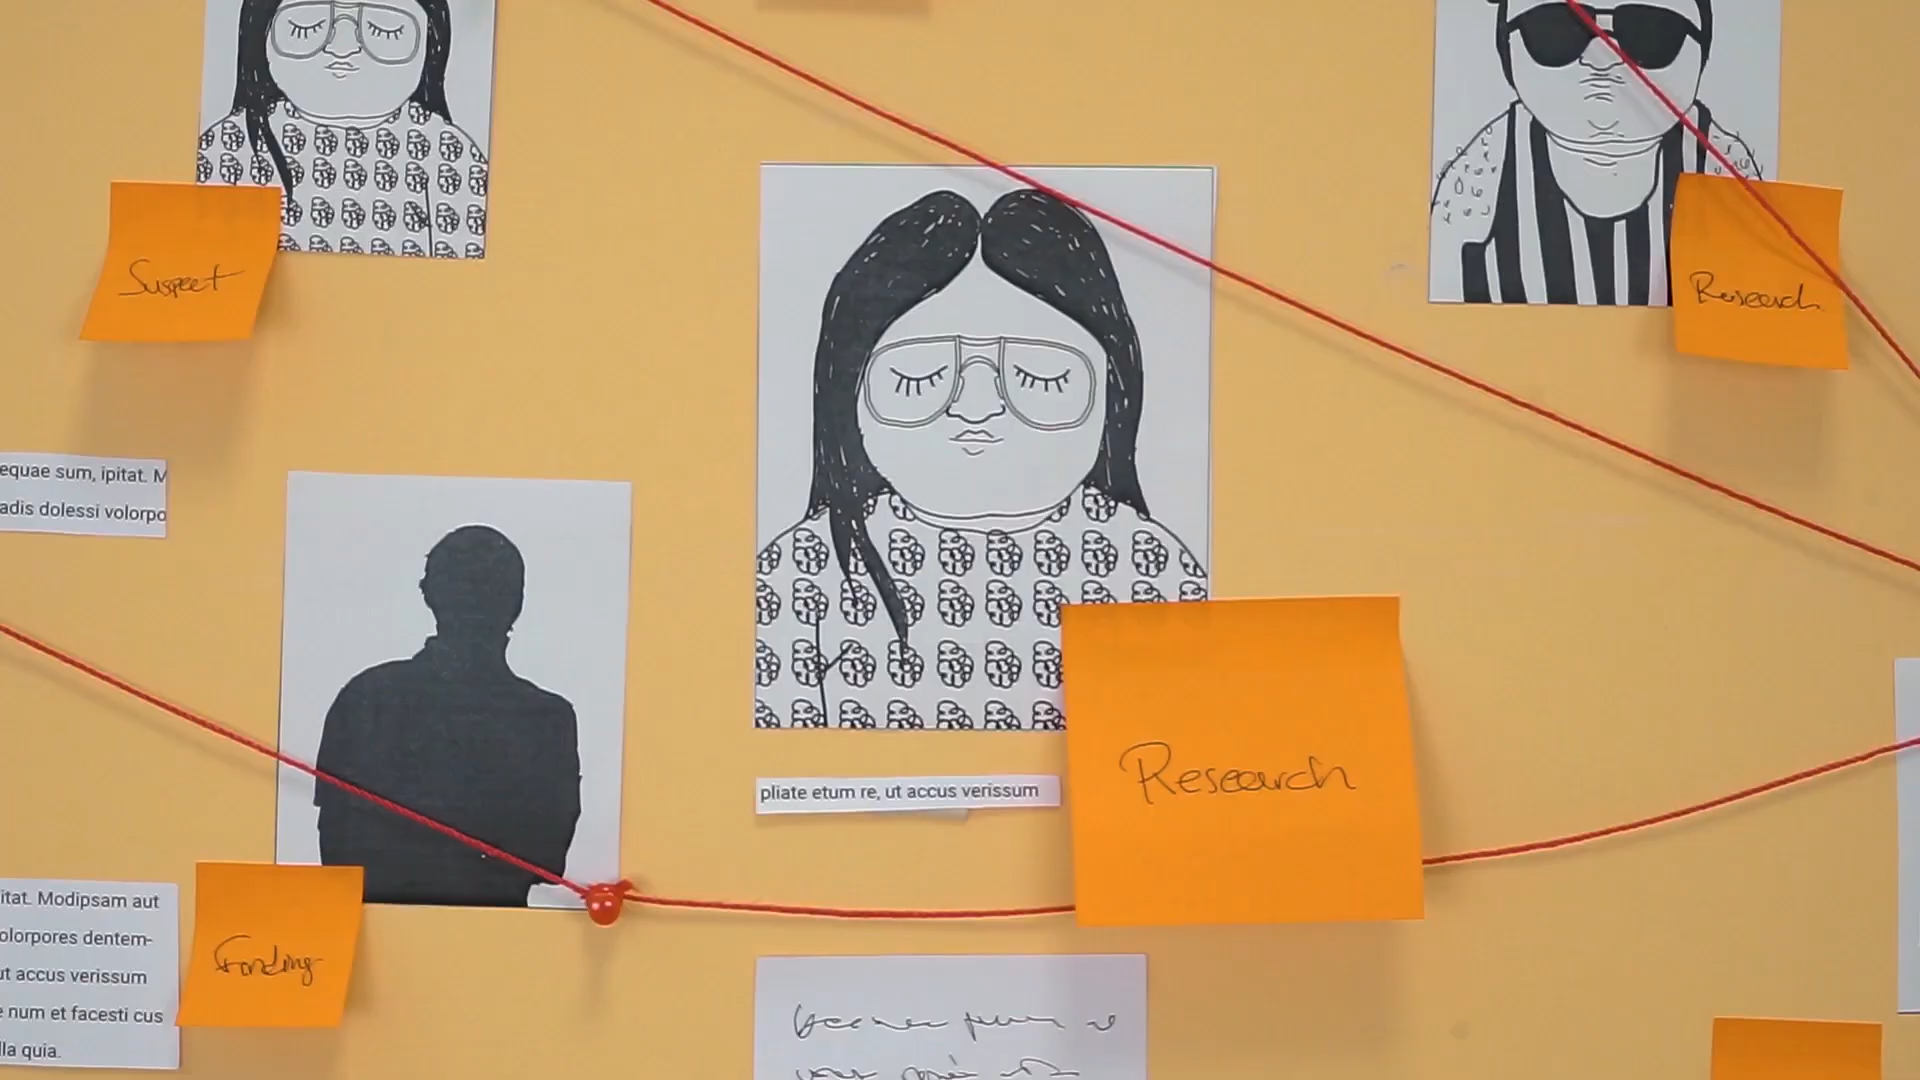 Suspect
Research
equae sum, ipitat. M
adis dolessi volorpo
Research
pliate etum re, ut accus verissum
itat. Modipsam aut
olorpores dentem-
ut accus verissum
e num et facesti cus
lla quia.
Fonding